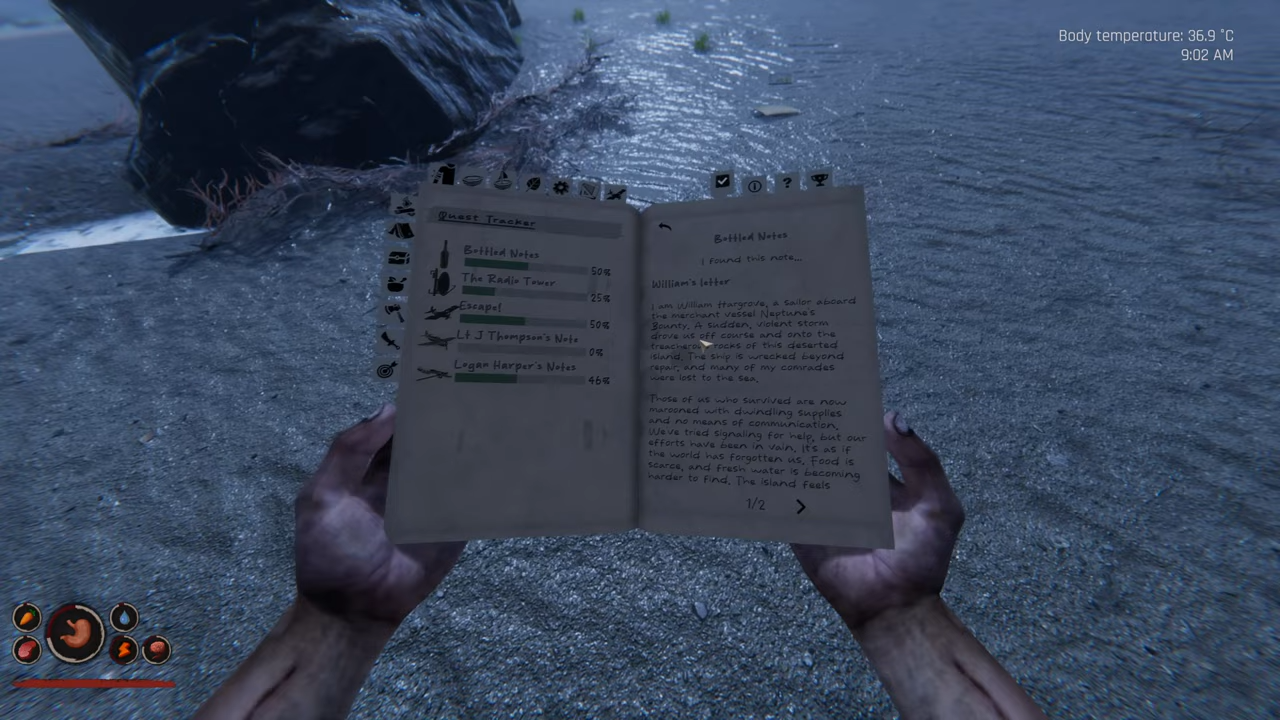 Body temperature: 36.9 °C
9:02 AM
Quest Tracker
Bottled Notes
50%
The Radio Tower
25%
Escape!
50%
Lt J Thompson's Note
0%
Logan Harper's Notes
46%
Bottled Notes
I found this note...
William's letter
I am William Hargrove, a sailor aboard
the merchant vessel Neptune's
Bounty. A sudden, violent storm
drove us off course and onto the
treacherous rocks of this deserted
island. The ship is wrecked beyond
repair, and many of my comrades
were lost to the sea.
Those of us who survived are now
marooned with dwindling supplies
and no means of communication.
We've tried signaling for help, but our
efforts have been in vain. It's as if
the world has forgotten us. Food is
scarce, and fresh water is becoming
harder to find. The island feels
1/2